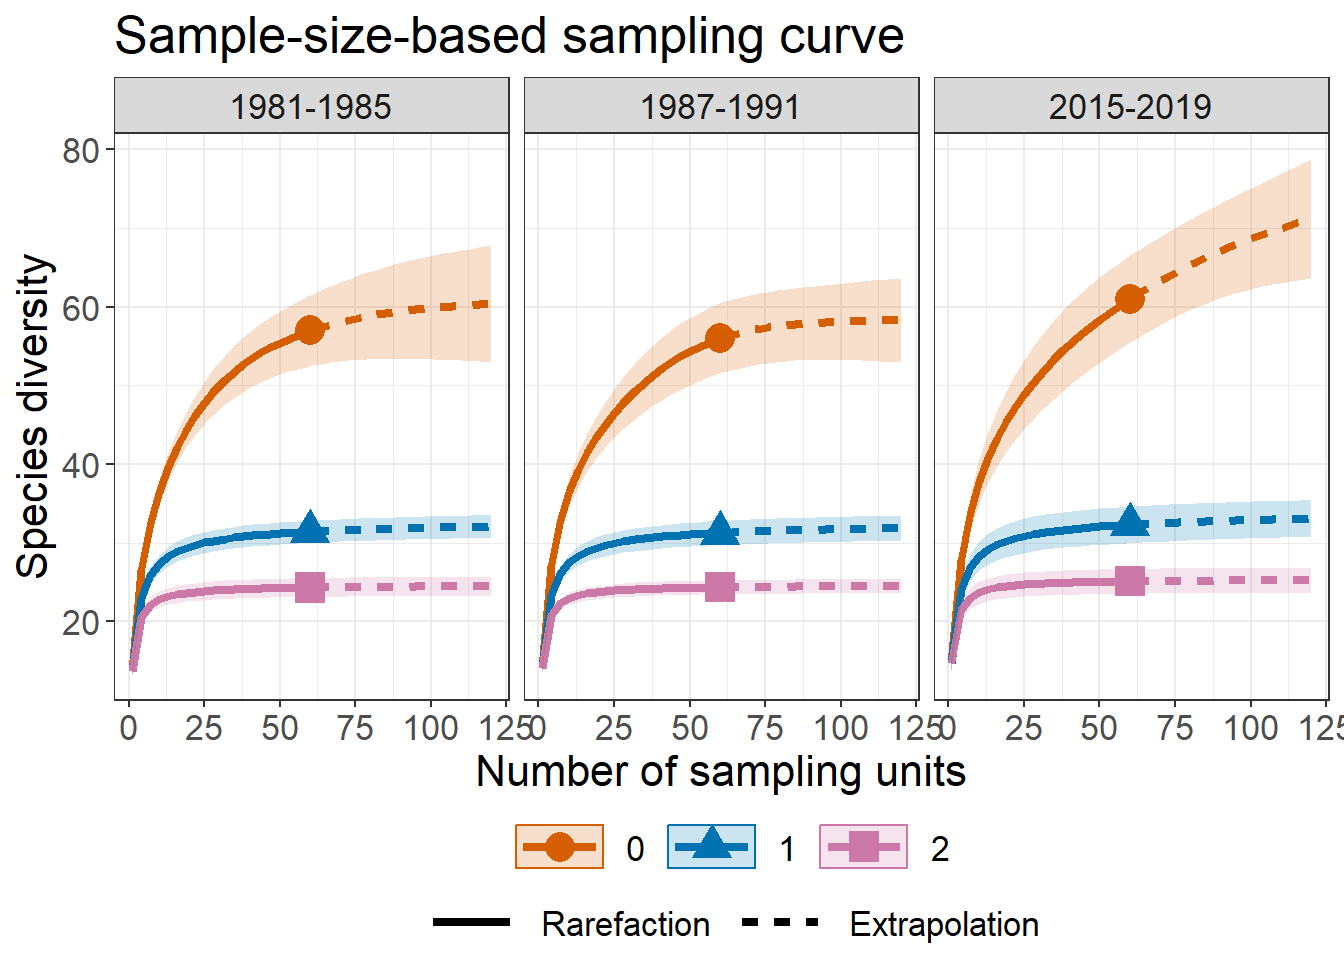 Sample-size-based sampling curve
1981-1985 1987-1991 2015-2019
80
60
40
20
Species diversity
0 25 50 75 100 125 0 25 50 75 100 125 0 25 50 75 100 125
Number of sampling units
0 1 2
Rarefaction Extrapolation